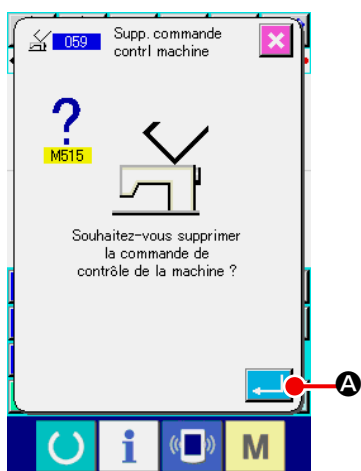 059
Supp. commande
contrl machine
?
M515
Souhaitez-vous supprimer
la commande de
contrôle de la machine ?
A
i
M